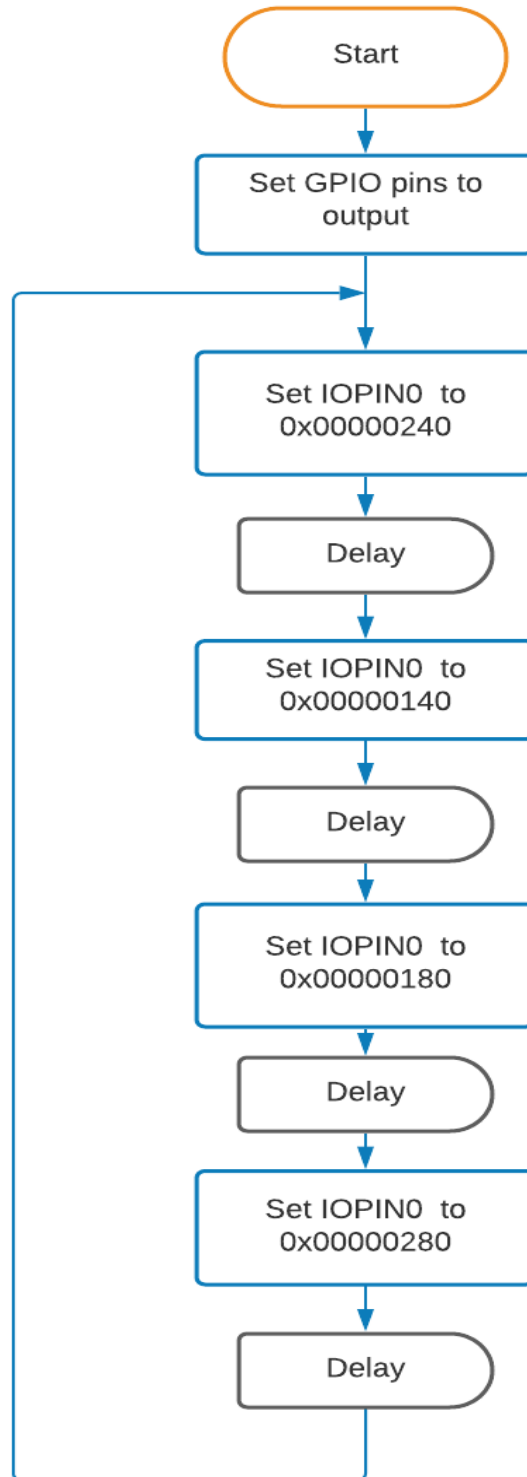 Start
Set GPIO pins to
output
Set IOPIN0 to
0x00000240
Delay
Set IOPIN0 to
0x00000140
Delay
Set IOPIN0 to
0x00000180
Delay
Set IOPIN0 to
0x00000280
Delay